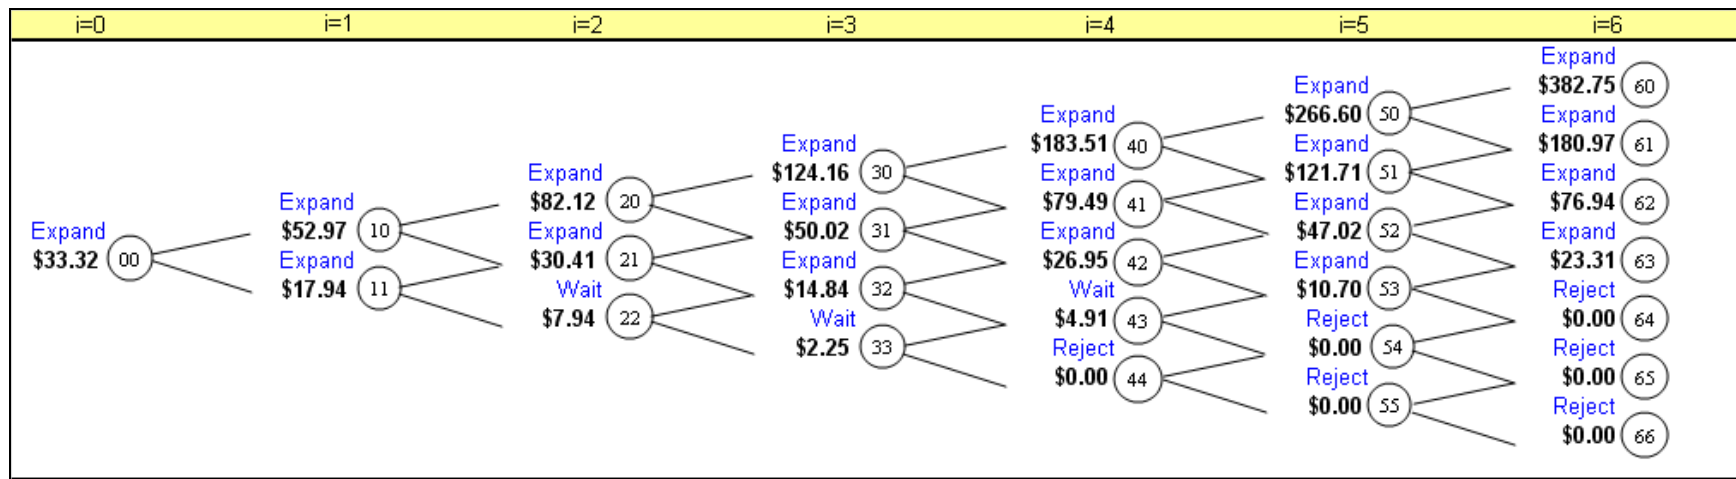 i=0 i=1 i=2 i=3 i=4 i=5 i=6
Expand
$33.32 00
Expand
$52.97 10
Expand
$17.94 11
Expand
$82.12 20
Expand
$30.41 21
Wait
$7.94 22
Expand
$124.16 30
Expand
$50.02 31
Expand
$14.84 32
Wait
$2.25 33
Expand
$183.51 40
Expand
$79.49 41
Expand
$26.95 42
Wait
$4.91 43
Reject
$0.00 44
Expand
$266.60 50
Expand
$121.71 51
Expand
$47.02 52
Expand
$10.70 53
Reject
$0.00 54
Reject
$0.00 55
Expand
$382.75 60
Expand
$180.97 61
Expand
$76.94 62
Expand
$23.31 63
Reject
$0.00 64
Reject
$0.00 65
Reject
$0.00 66